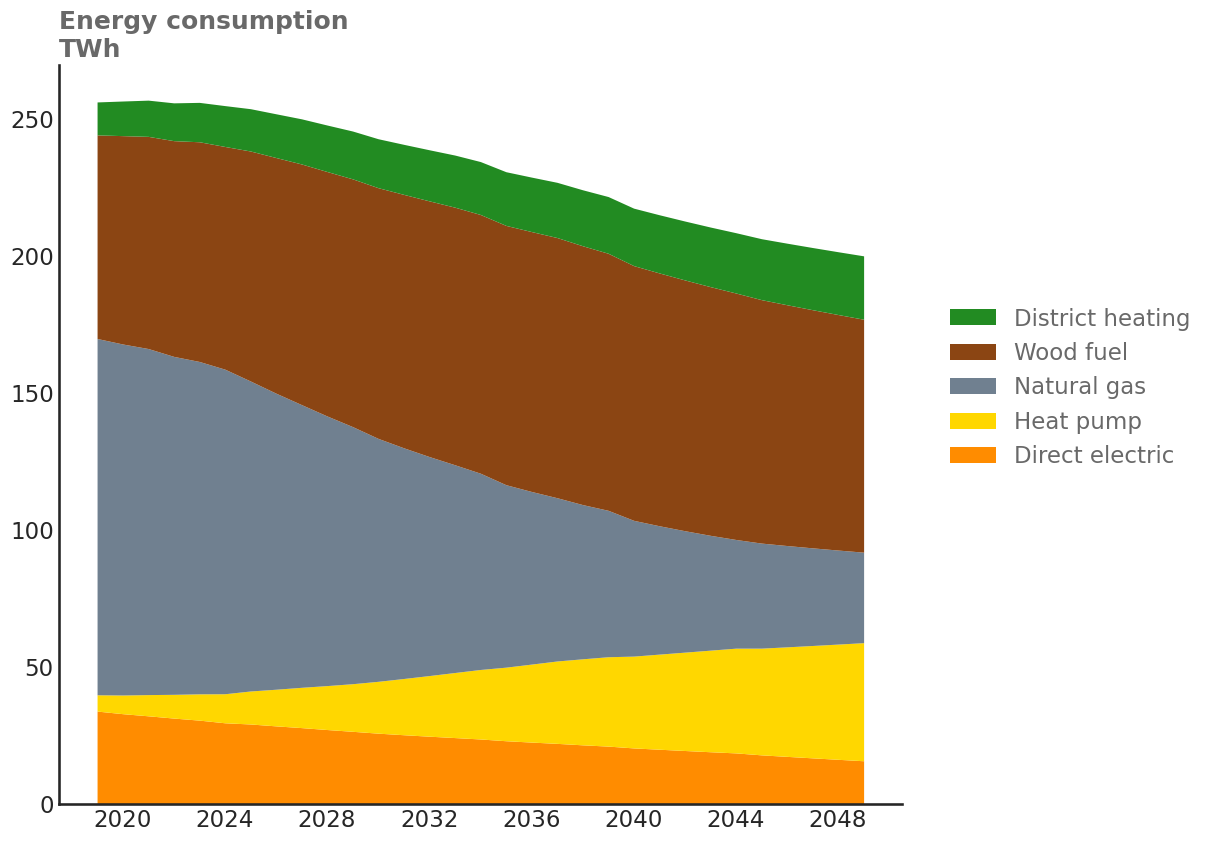 Energy consumption
TWh
250
200
150
100
50
0
2020 2024 2028 2032 2036 2040 2044 2048
District heating
Wood fuel
Natural gas
Heat pump
Direct electric